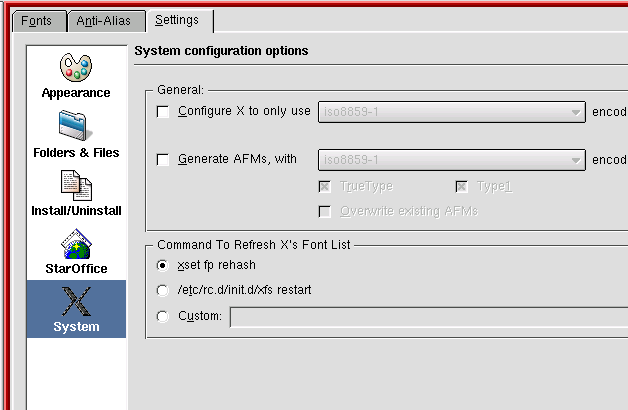 Fonts Anti-Alias Settings
System configuration options
Appearance
Folders & Files
Install/Uninstall
StarOffice
System
General:
Configure X to only use iso8859-1 encod
Generate AFMs, with iso8859-1 encod
TrueType Type1
Overwrite existing AFMs
Command To Refresh X's Font List
xset fp rehash
/etc/rc.d/init.d/xfs restart
Custom: